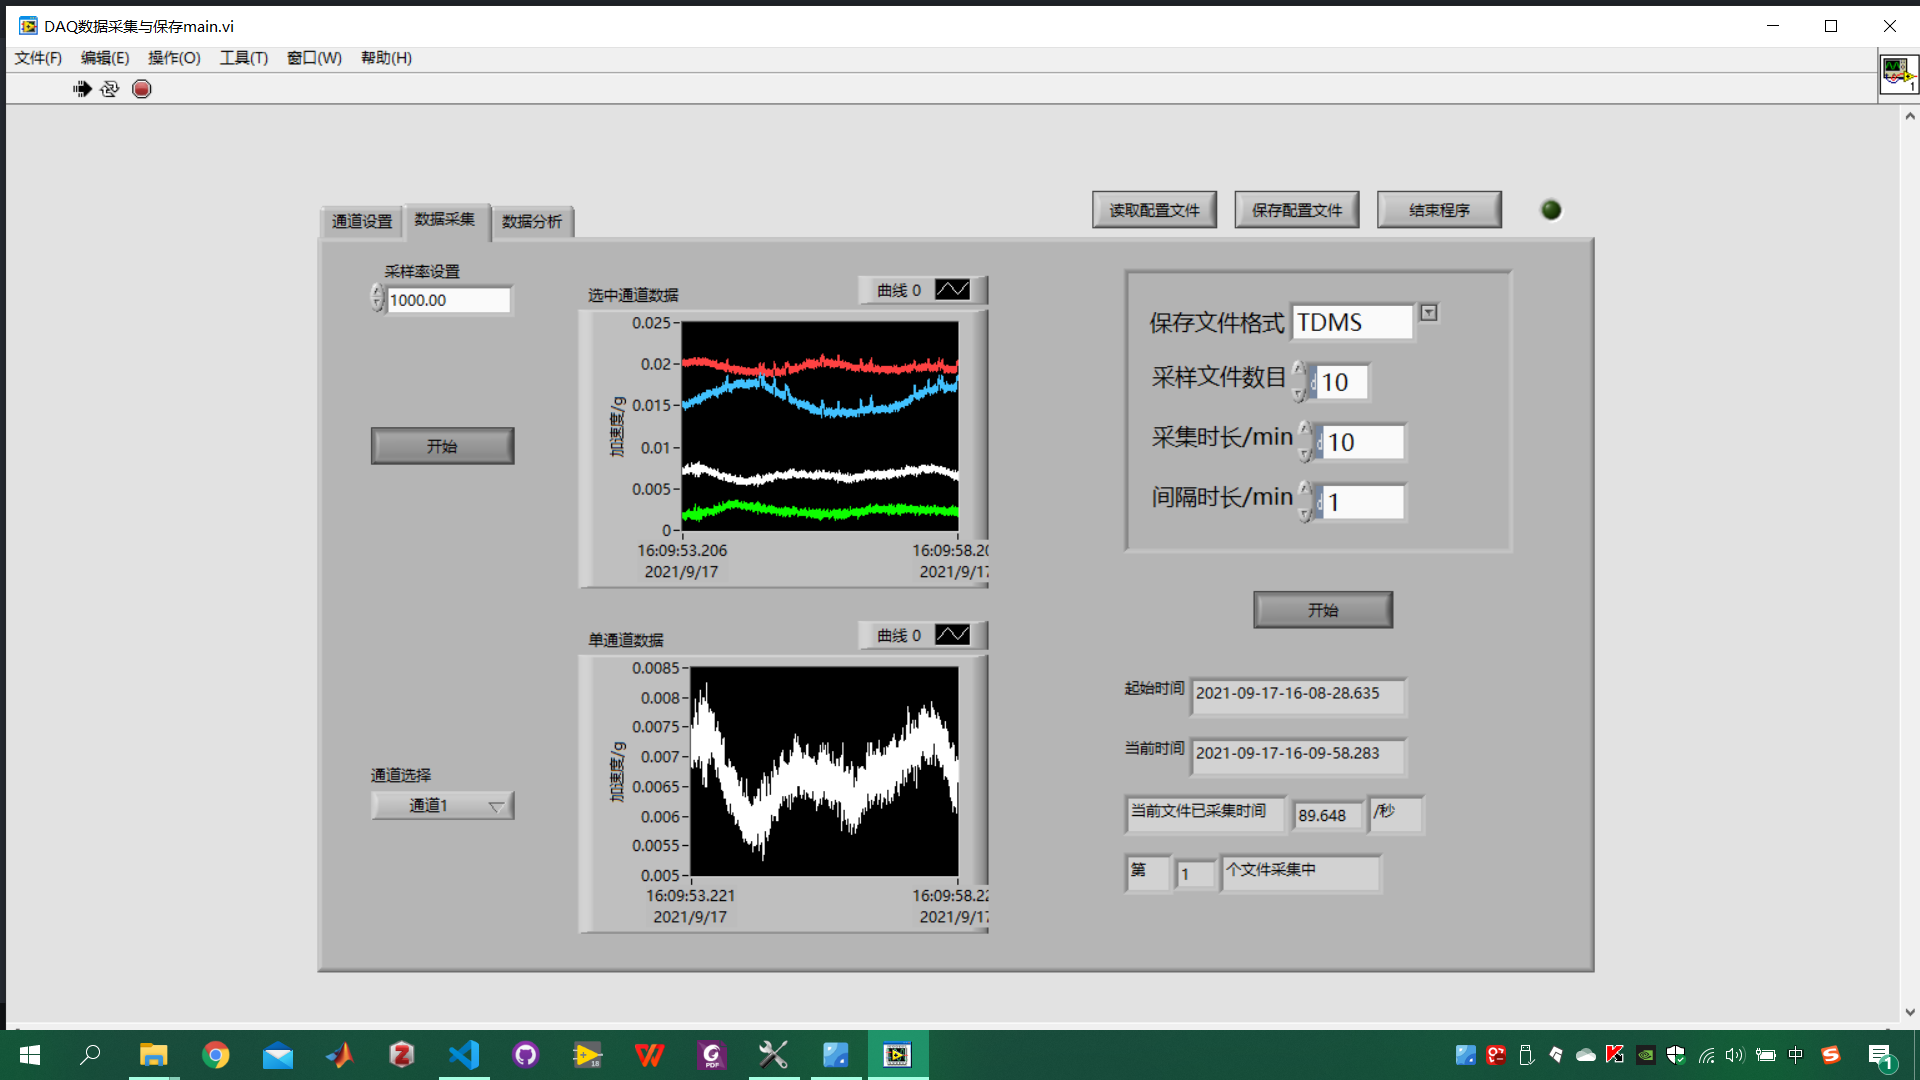 DAQ数据采集与保存main.vi
文件(F) 编辑(E) 操作(O) 工具(T) 窗口(W) 帮助(H)
1
读取配置文件 保存配置文件 结束程序
通道设置 数据采集 数据分析
采样率设置
1000.00
开始
通道选择
通道1
选中通道数据 曲线 0
0.025
0.02
0.015
0.01
0.005
0
加速度/g
16:09:53.206 16:09:58.20
2021/9/17 2021/9/17
单通道数据 曲线 0
0.0085
0.008
0.0075
0.007
0.0065
0.006
0.0055
0.005
加速度/g
16:09:53.221 16:09:58.22
2021/9/17 2021/9/17
保存文件格式 TDMS
采样文件数目 d 10
采集时长/min d 10
间隔时长/min d 1
开始
起始时间 2021-09-17-16-08-28.635
当前时间 2021-09-17-16-09-58.283
当前文件已采集时间 89.648 /秒
第 1 个文件采集中
中
1